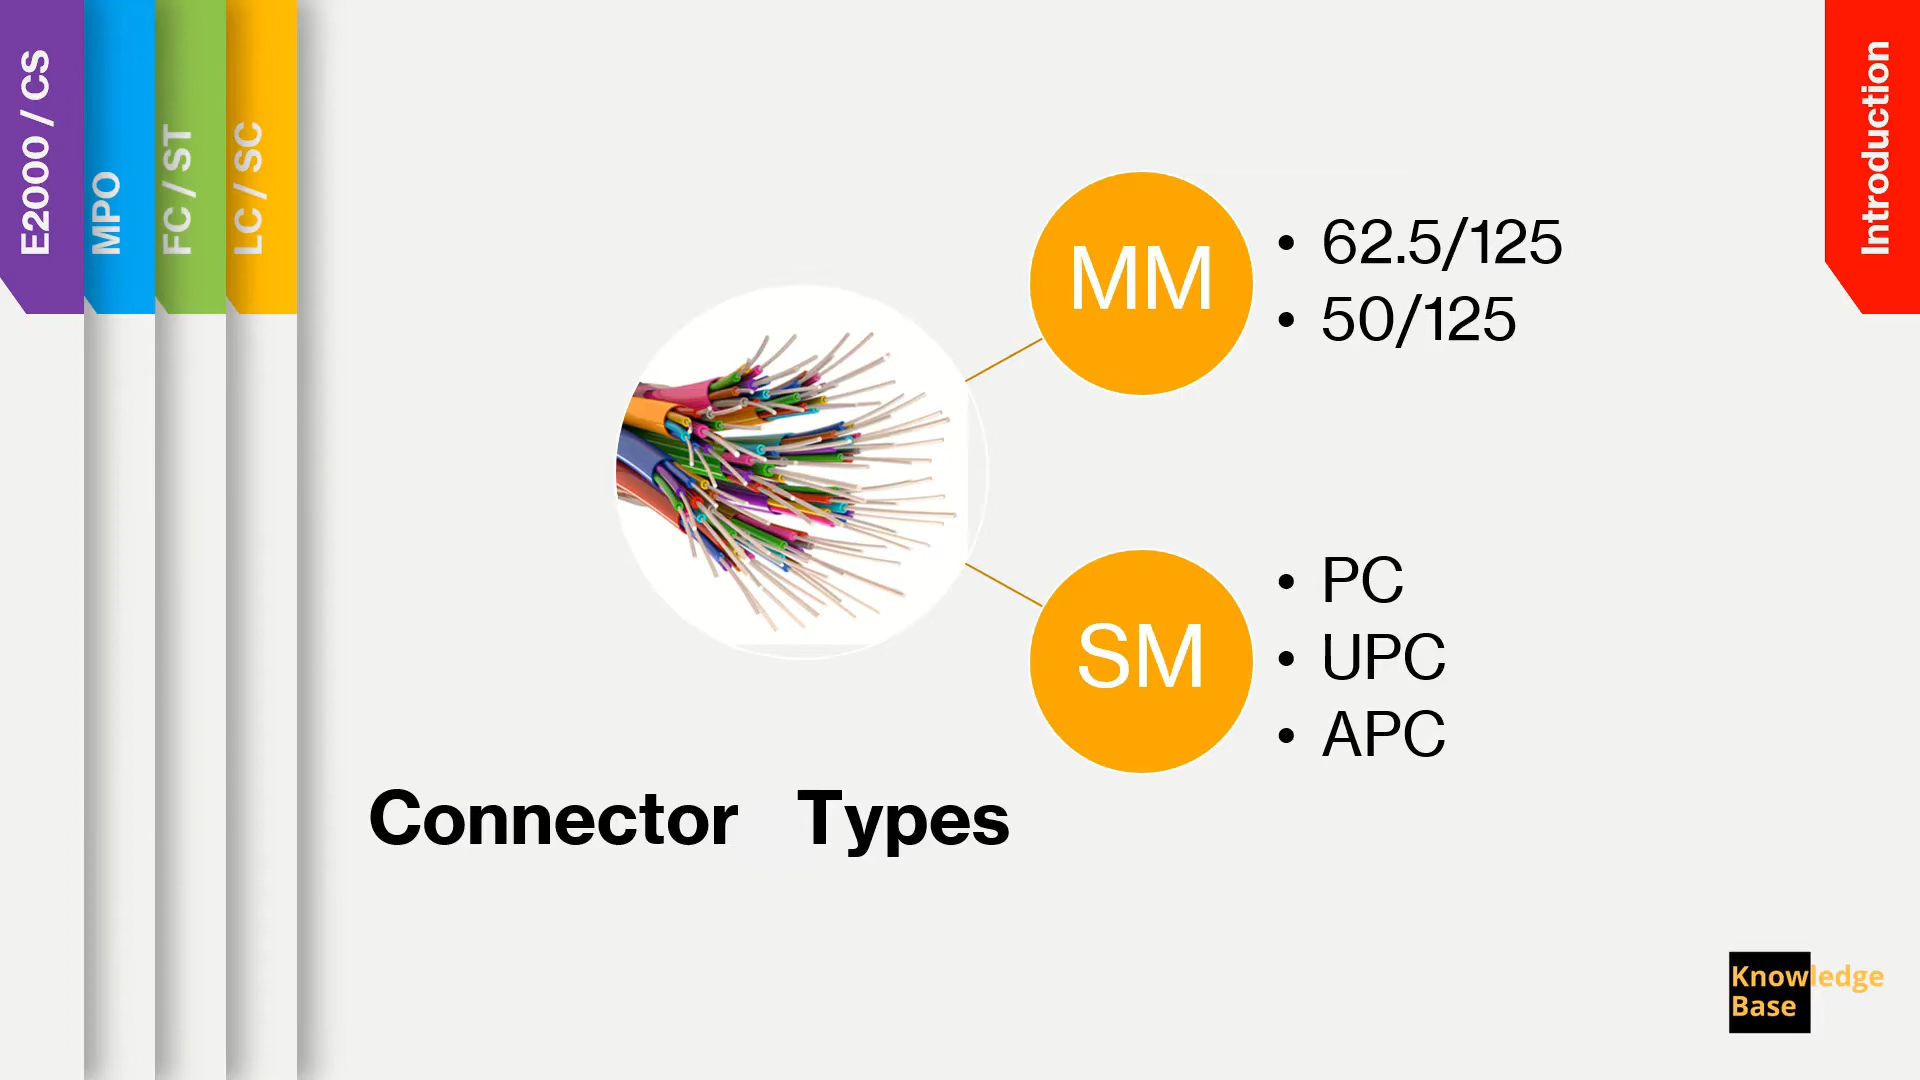 E2000 / CS
MPO
FC / ST
LC / SC
Introduction
MM
• 62.5/125
• 50/125
SM
• PC
• UPC
• APC
Connector Types
Knowledge
Base